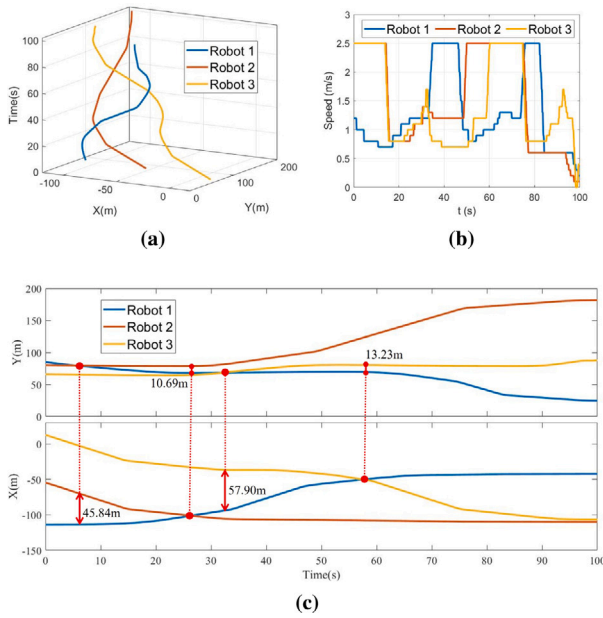 100
80
60
40
20
0
Time(s)
-100
-50
0
X(m)
0
100
200
Y(m)
Robot 1
Robot 2
Robot 3
(a)
Robot 1 Robot 2 Robot 3
2.5
2
1.5
1
0.5
0
Speed (m/s)
0 20 40 60 80 100
t (s)
(b)
200
150
100
50
0
Y(m)
Robot 1
Robot 2
Robot 3
10.69m
13.23m
0
-50
-100
-150
X(m)
45.84m
57.90m
0 10 20 30 40 50 60 70 80 90 100
Time(s)
(c)